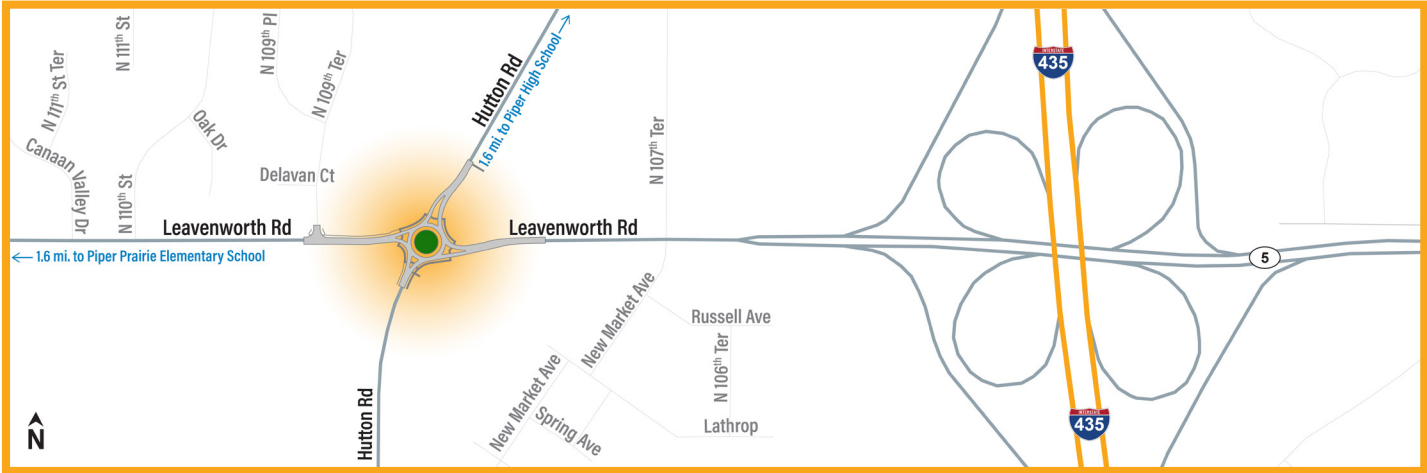 N 111th St Ter
N 111th St
N 109th Pl
N 109th Ter
Oak Dr
Canaan Valley Dr
N 110th St
Delavan Ct
Hutton Rd
1.6 mi. to Piper High School
N 107th Ter
INTERSTATE
435
Leavenworth Rd
Leavenworth Rd
1.6 mi. to Piper Prairie Elementary School
5
New Market Ave
Russell Ave
N 106th Ter
New Market Ave
Spring Ave
Lathrop
Hutton Rd
INTERSTATE
435
N